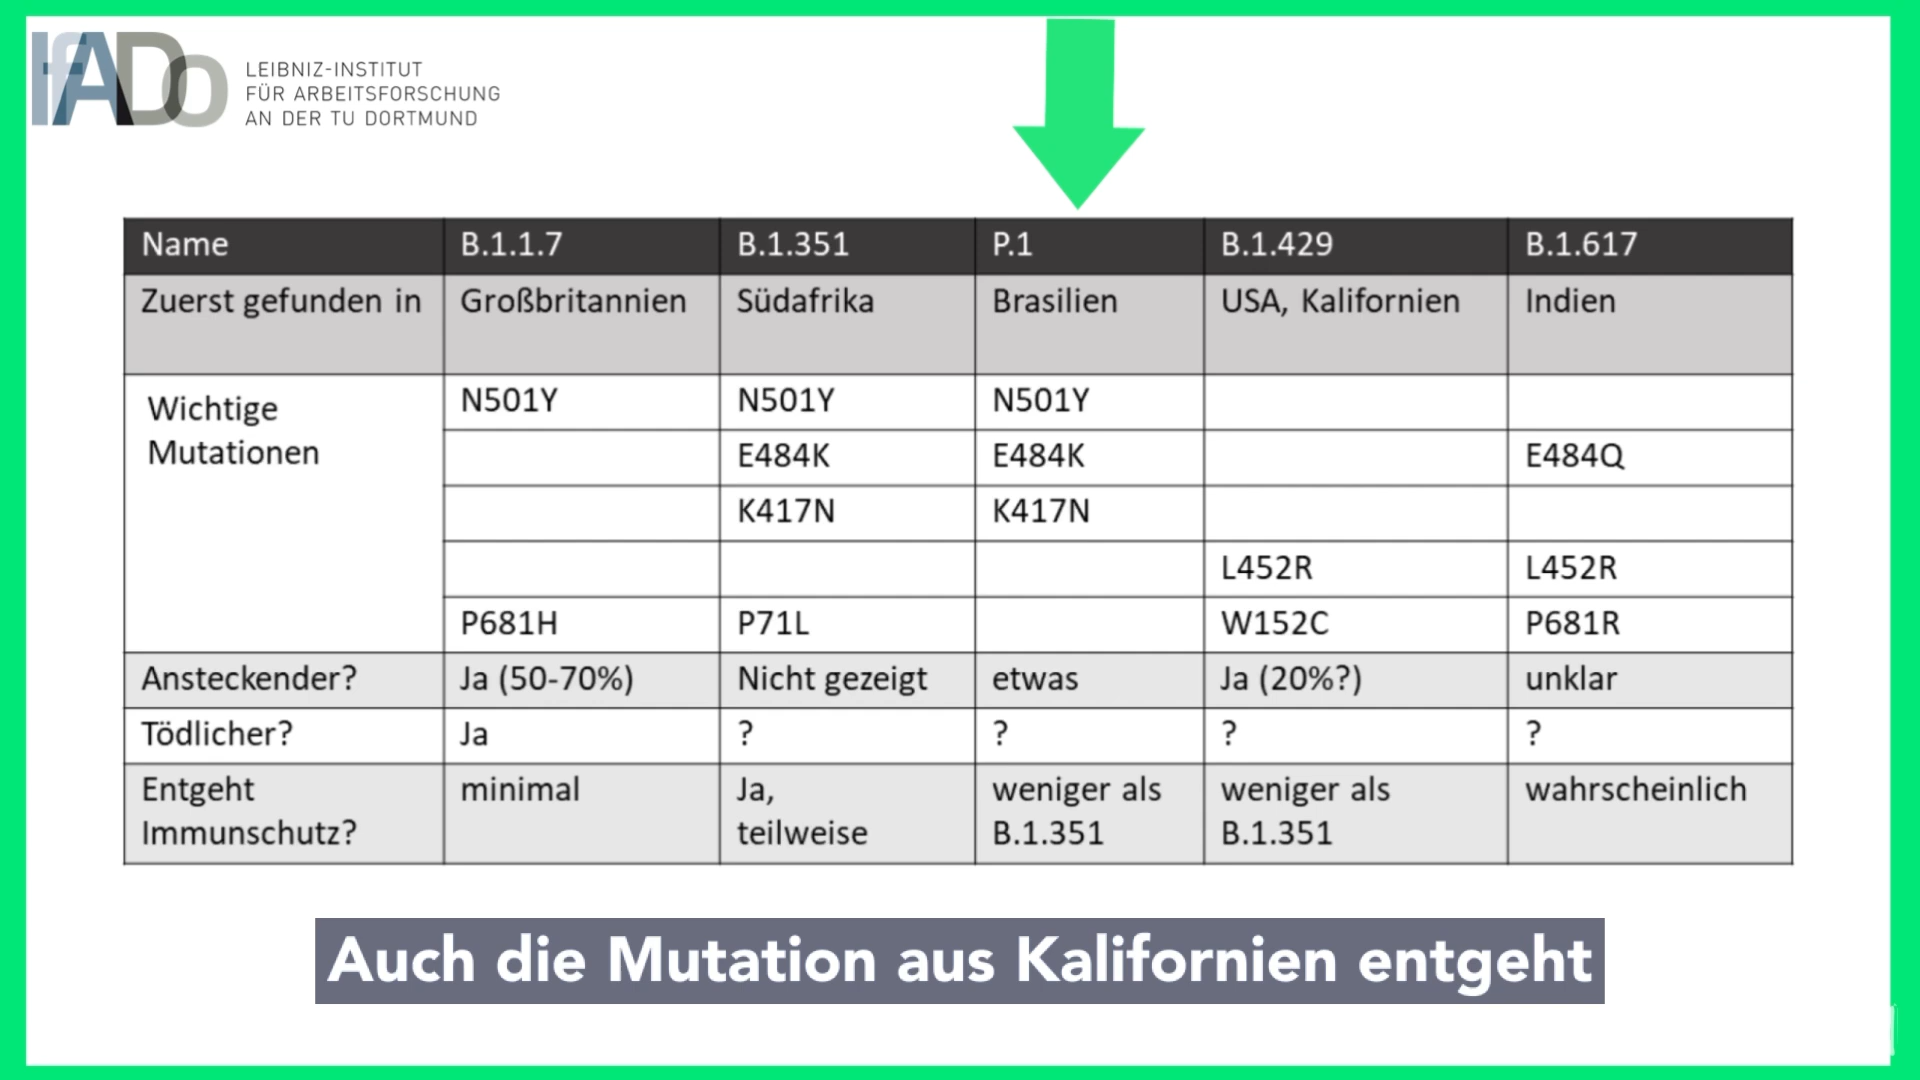 IfADo
LEIBNIZ-INSTITUT
FÜR ARBEITSFORSCHUNG
AN DER TU DORTMUND
Name B.1.1.7 B.1.351 P.1 B.1.429 B.1.617
Zuerst gefunden in Großbritannien Südafrika Brasilien USA, Kalifornien Indien
Wichtige
Mutationen
N501Y N501Y N501Y
E484K E484K E484Q
K417N K417N
L452R L452R
P681H P71L W152C P681R
Ansteckender? Ja (50-70%) Nicht gezeigt etwas Ja (20%?) unklar
Tödlicher? Ja ? ? ? ?
Entgeht minimal Ja, weniger als weniger als wahrscheinlich
Immunschutz? teilweise B.1.351 B.1.351
Auch die Mutation aus Kalifornien entgeht